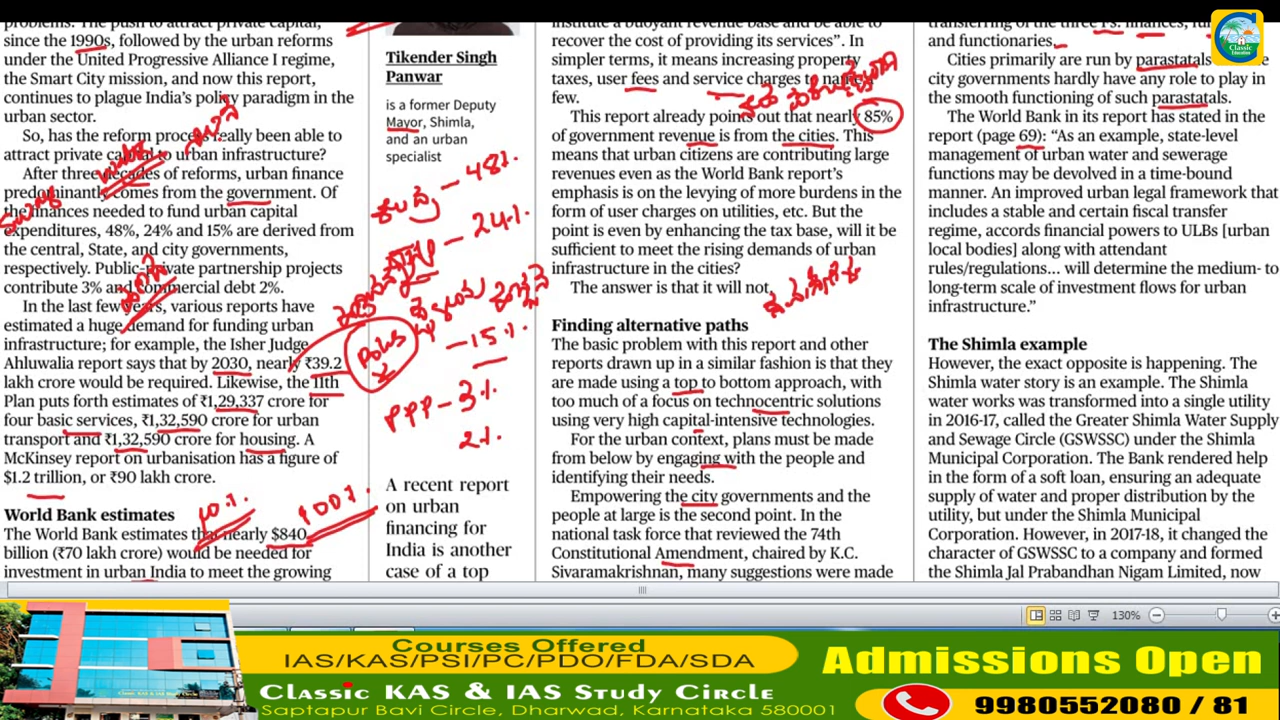 problems. The push to attract private capital,
since the 1990s, followed by the urban reforms
under the United Progressive Alliance I regime,
the Smart City mission, and now this report,
continues to plague India's policy paradigm in the
urban sector.
So, has the reform process really been able to
attract private capital to urban infrastructure?
After three decades of reforms, urban finance
predominantly comes from the government. Of
the finances needed to fund urban capital
expenditures, 48%, 24% and 15% are derived from
the central, State, and city governments,
respectively. Public-private partnership projects
contribute 3% and commercial debt 2%.
In the last few years, various reports have
estimated a huge demand for funding urban
infrastructure; for example, the Isher Judge
Ahluwalia report says that by 2030, nearly ₹39.2
lakh crore would be required. Likewise, the 11th
Plan puts forth estimates of ₹1,29,337 crore for
four basic services, ₹1,32,590 crore for urban
transport and ₹1,32,590 crore for housing. A
McKinsey report on urbanisation has a figure of
$1.2 trillion, or ₹90 lakh crore.
World Bank estimates
The World Bank estimates that nearly $840
billion (₹70 lakh crore) would be needed for
investment in urban India to meet the growing
100%
Tikender Singh
Panwar
is a former Deputy
Mayor, Shimla,
and an urban
specialist
- 48%
- 24%
- 15%
PPP - 3%
2%
A recent report
on urban
financing for
India is another
case of a top
institute a buoyant revenue base and be able to
recover the cost of providing its services". In
simpler terms, it means increasing property
taxes, user fees and service charges to name a
few.
This report already points out that nearly 85%
of government revenue is from the cities. This
means that urban citizens are contributing large
revenues even as the World Bank report's
emphasis is on the levying of more burdens in the
form of user charges on utilities, etc. But the
point is even by enhancing the tax base, will it be
sufficient to meet the rising demands of urban
infrastructure in the cities?
The answer is that it will not.
Finding alternative paths
The basic problem with this report and other
reports drawn up in a similar fashion is that they
are made using a top to bottom approach, with
too much of a focus on technocentric solutions
using very high capital-intensive technologies.
For the urban context, plans must be made
from below by engaging with the people and
identifying their needs.
Empowering the city governments and the
people at large is the second point. In the
national task force that reviewed the 74th
Constitutional Amendment, chaired by K.C.
Sivaramakrishnan, many suggestions were made
transferring of the three Fs: finances,
and functionaries.
Cities primarily are run by parastatals
city governments hardly have any role to play in
the smooth functioning of such parastatals.
The World Bank in its report has stated in the
report (page 69): "As an example, state-level
management of urban water and sewerage
functions may be devolved in a time-bound
manner. An improved urban legal framework that
includes a stable and certain fiscal transfer
regime, accords financial powers to ULBs [urban
local bodies] along with attendant
rules/regulations... will determine the medium- to
long-term scale of investment flows for urban
infrastructure."
The Shimla example
However, the exact opposite is happening. The
Shimla water story is an example. The Shimla
water works was transformed into a single utility
in 2016-17, called the Greater Shimla Water Supply
and Sewage Circle (GSWSSC) under the Shimla
Municipal Corporation. The Bank rendered help
in the form of a soft loan, ensuring an adequate
supply of water and proper distribution by the
utility, but under the Shimla Municipal
Corporation. However, in 2017-18, it changed the
character of GSWSSC to a company and formed
the Shimla Jal Prabandhan Nigam Limited, now
Classic
Education
130%
Courses Offered
IAS/KAS/PSI/PC/PDO/FDA/SDA
Classic KAS & IAS Study Circle
Saptapur Bavi Circle, Dharwad, Karnataka 580001
Admissions Open
9980552080 / 81